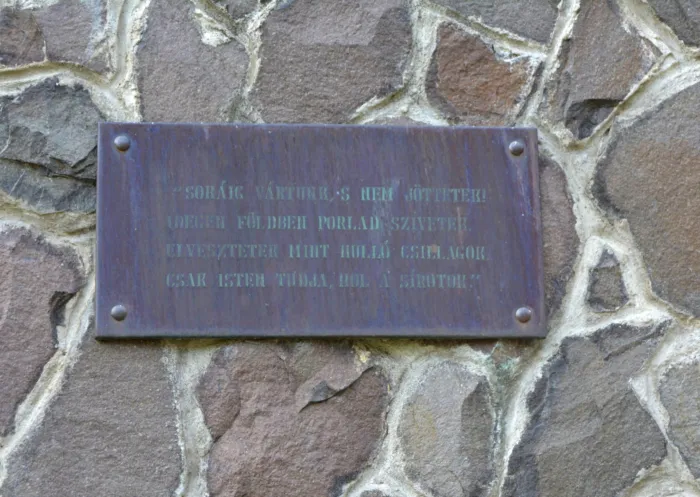 "SOKÁIG VÁRTUNK, S NEM JÖTTETEK!
IDEGEN FÖLDBEN PORLAD SZÍVETEK,
ELVESZTETEK MINT HULLÓ CSILLAGOK
CSAK ISTEN TUDJA, HOL A SÍROTOK."